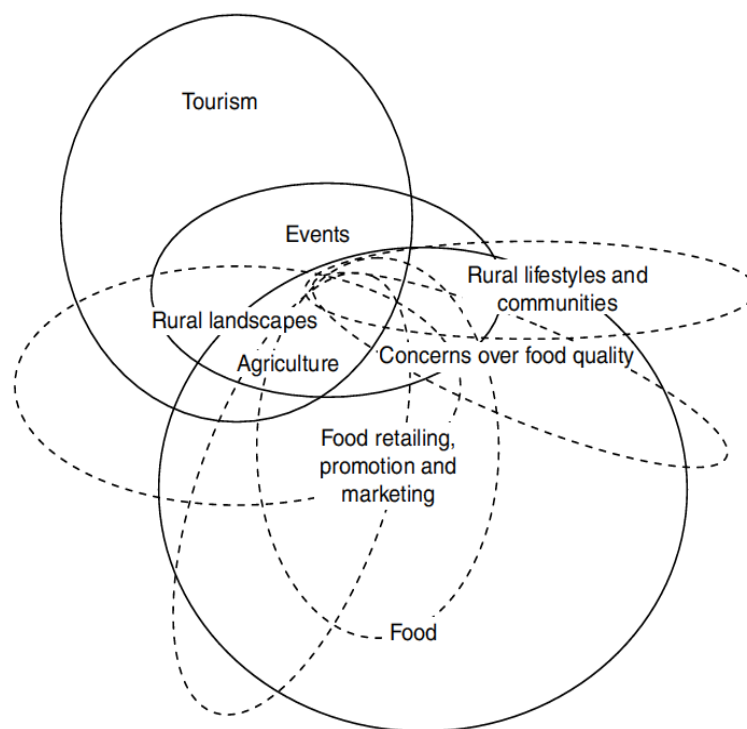 Tourism
Events
Rural lifestyles and
communities
Rural landscapes
Concerns over food quality
Agriculture
Food retailing,
promotion and
marketing
Food